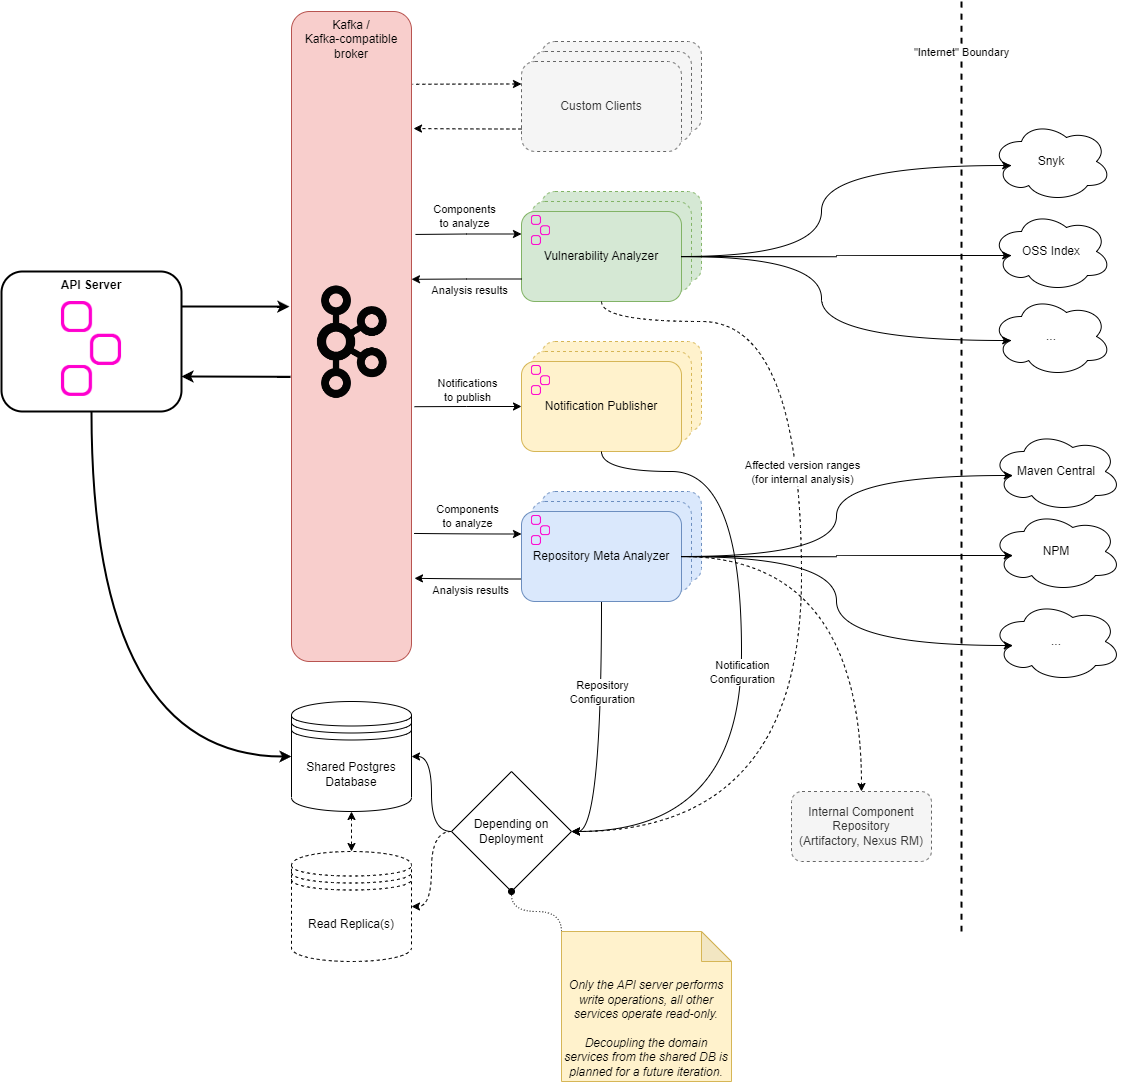 Kafka /
Kafka-compatible
broker
"Internet" Boundary
Custom Clients
Snyk
Components
to analyze
Vulnerability Analyzer
OSS Index
API Server
Analysis results
...
Notifications
to publish
Notification Publisher
Affected version ranges
(for internal analysis)
Maven Central
Components
to analyze
Repository Meta Analyzer
NPM
Analysis results
...
Notification
Configuration
Repository
Configuration
Shared Postgres
Database
Depending on
Deployment
Internal Component
Repository
(Artifactory, Nexus RM)
Read Replica(s)
Only the API server performs
write operations, all other
services operate read-only.
Decoupling the domain
services from the shared DB is
planned for a future iteration.